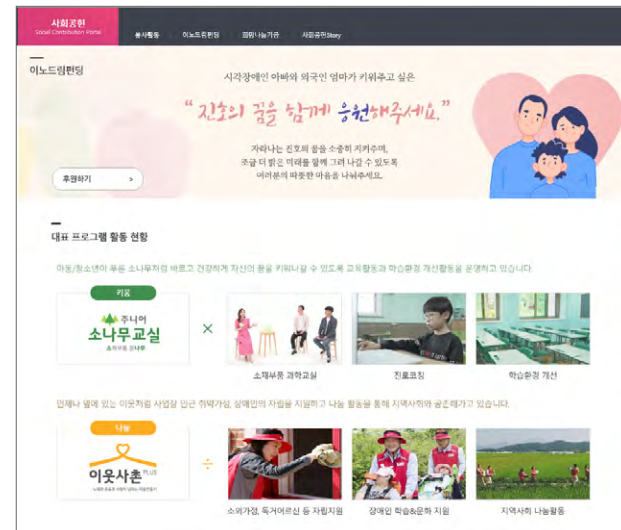 사회공헌
Social Contribution Portal
봉사활동 이노드림펀딩 희망나눔기금 사회공헌Story
이노드림펀딩
시각장애인 아빠와 외국인 엄마가 키워주고 싶은
“ 진호의 꿈을 함께 응원해주세요.”
자라나는 진호의 꿈을 소중히 지켜주며,
조금 더 밝은 미래를 함께 그려 나갈 수 있도록
여러분의 따뜻한 마음을 나눠주세요.
후원하기 >
대표 프로그램 활동 현황
아동/청소년이 푸른 소나무처럼 바르고 건강하게 자신의 꿈을 키워나갈 수 있도록 교육활동과 학습환경 개선활동을 운영하고 있습니다.
키움
주니어
소나무교실
소재부품 꿈나무
×
소재부품 과학교실 진로코칭 학습환경 개선
언제나 옆에 있는 이웃처럼 사업장 인근 취약가정, 장애인의 자립을 지원하고 나눔 활동을 통해 지역사회와 공존해가고 있습니다.
나눔
이웃사촌 PLUS
÷
소외가정, 독거어르신 등 자립지원 장애인 학습&문화 지원 지역사회 나눔활동